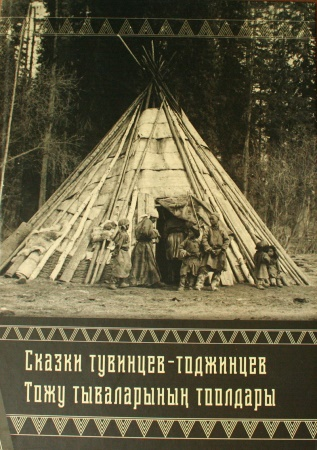 Сказки тувинцев-тоджинцев
Тожу тываларының тоолдары